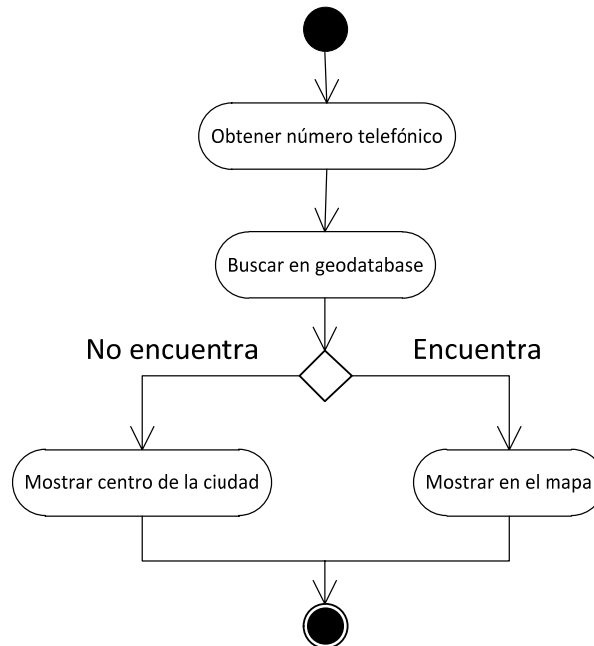 Obtener número telefónico
Buscar en geodatabase
No encuentra
Encuentra
Mostrar centro de la ciudad
Mostrar en el mapa